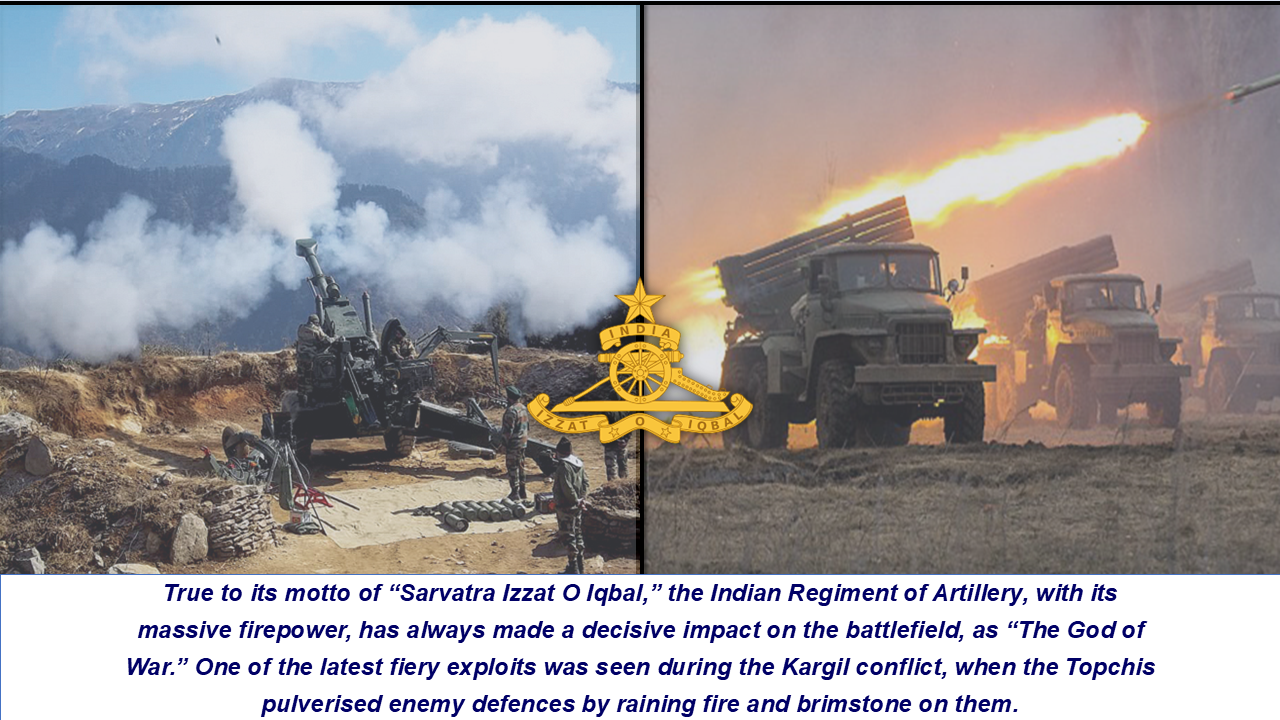 INDIA
IZZAT O IQBAL
True to its motto of “Sarvatra Izzat O Iqbal,” the Indian Regiment of Artillery, with its
massive firepower, has always made a decisive impact on the battlefield, as “The God of
War.” One of the latest fiery exploits was seen during the Kargil conflict, when the Topchis
pulverised enemy defences by raining fire and brimstone on them.